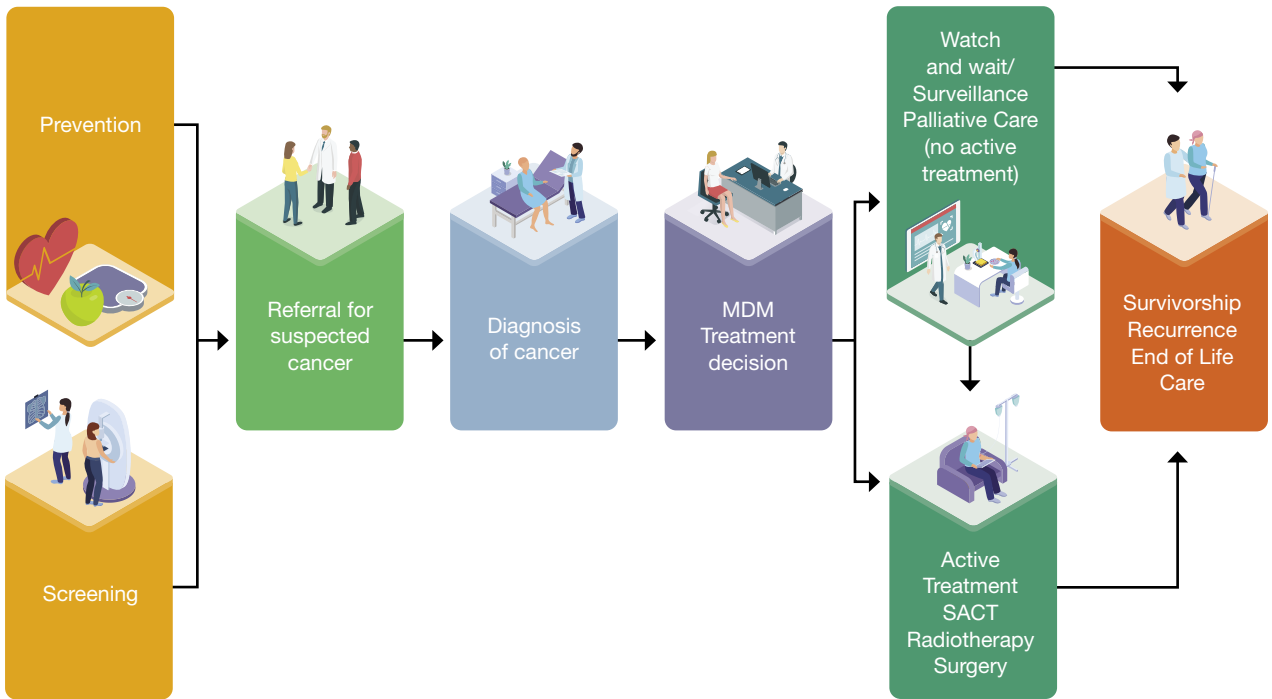 Prevention
Screening
Referral for
suspected
cancer
Diagnosis
of cancer
MDM
Treatment
decision
Watch
and wait/
Surveillance
Palliative Care
(no active
treatment)
Active
Treatment
SACT
Radiotherapy
Surgery
Survivorship
Recurrence
End of Life
Care